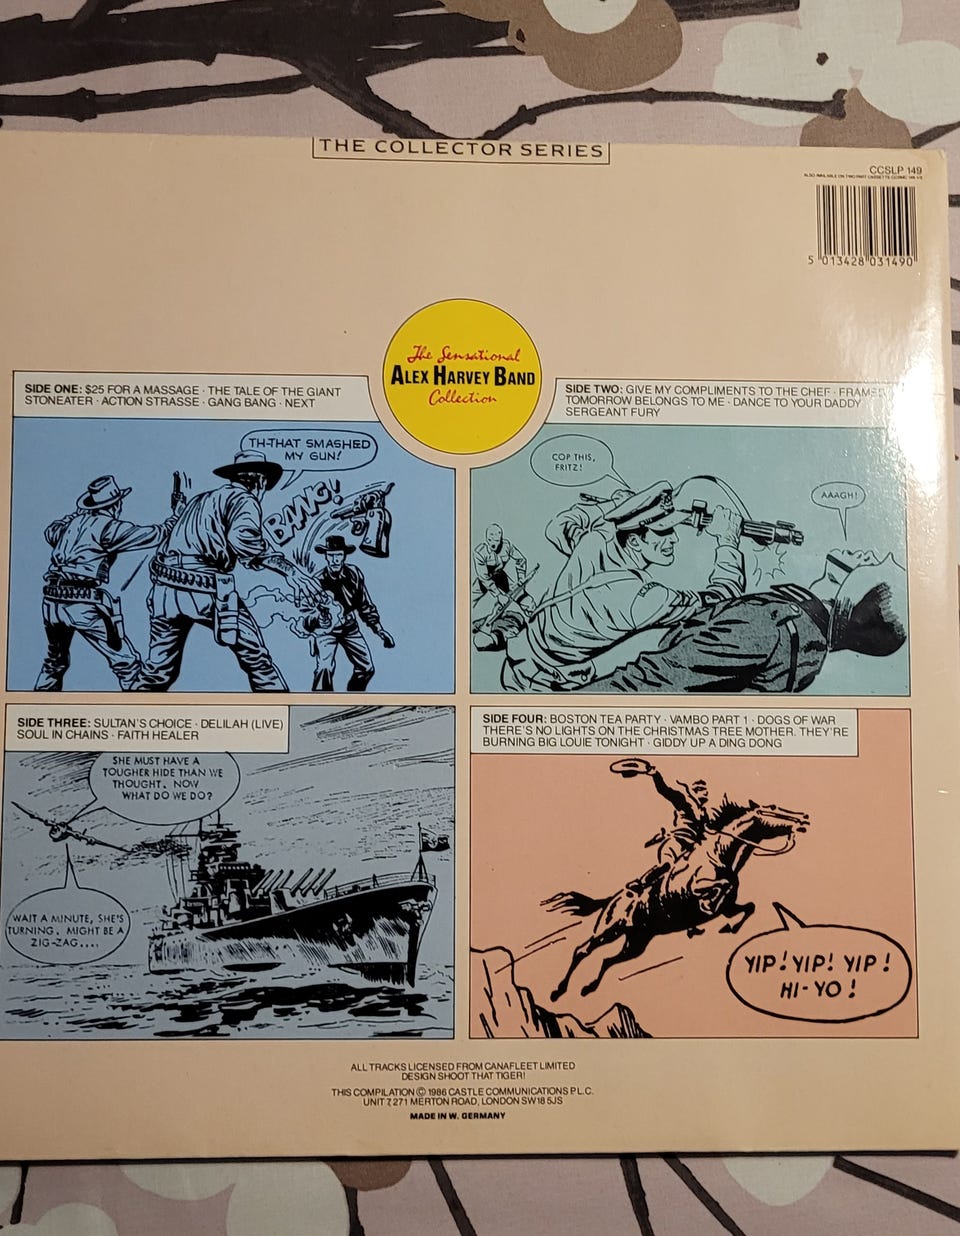 THE COLLECTOR SERIES
CCSLP 149
5 013428 031490
The Sensational
ALEX HARVEY BAND
Collection
SIDE ONE: $25 FOR A MASSAGE · THE TALE OF THE GIANT
STONEATER · ACTION STRASSE · GANG BANG · NEXT
TH-THAT SMASHED
MY GUN!
BANG!
SIDE TWO: GIVE MY COMPLIMENTS TO THE CHEF · FRAMED
TOMORROW BELONGS TO ME · DANCE TO YOUR DADDY
SERGEANT FURY
COP THIS,
FRITZ!
AAAGH!
SIDE THREE: SULTAN'S CHOICE · DELILAH (LIVE)
SOUL IN CHAINS · FAITH HEALER
SHE MUST HAVE A
TOUGHER HIDE THAN WE
THOUGHT. NOW
WHAT DO WE DO?
WAIT A MINUTE, SHE'S
TURNING. MIGHT BE A
ZIG-ZAG....
SIDE FOUR: BOSTON TEA PARTY · VAMBO PART 1 · DOGS OF WAR
THERE'S NO LIGHTS ON THE CHRISTMAS TREE MOTHER. THEY'RE
BURNING BIG LOUIE TONIGHT · GIDDY UP A DING DONG
YIP! YIP! YIP!
HI-YO!
ALL TRACKS LICENSED FROM CANAFLEET LIMITED
DESIGN SHOOT THAT TIGER!
THIS COMPILATION © 1986 CASTLE COMMUNICATIONS P.L.C.
UNIT 7 271 MERTON ROAD, LONDON SW18 5JS
MADE IN W. GERMANY